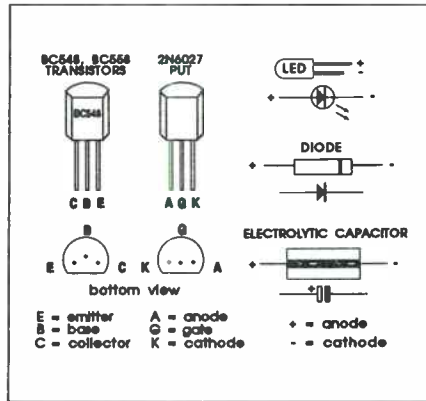 BC548, BC558 2N6027
TRANSISTORS PUT
BC548
C B E A G K
B G
E C K A
bottom view
E = emitter A = anode
B = base G = gate
C = collector K = cathode
LED + -
+ -
DIODE
+ -
ELECTROLYTIC CAPACITOR
+ -
+
+ = anode
- = cathode